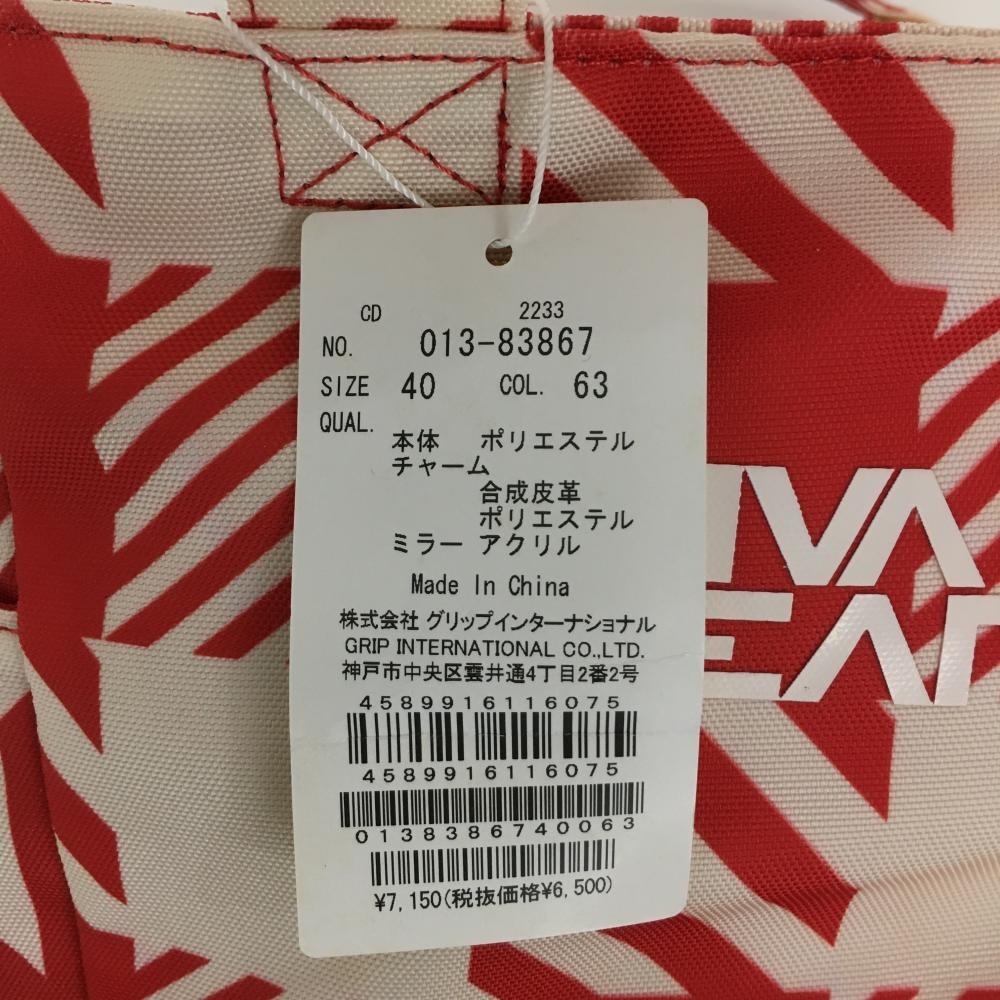 CD 2233
NO. 013-83867
SIZE 40 COL. 63
QUAL.
本体 ポリエステル
チャーム
合成皮革
ポリエステル
ミラー アクリル
Made In China
株式会社 グリップインターナショナル
GRIP INTERNATIONAL CO.,LTD.
神戸市中央区雲井通4丁目2番2号
4589916116075
4589916116075
0138386740063
¥7,150(税抜価格¥6,500)